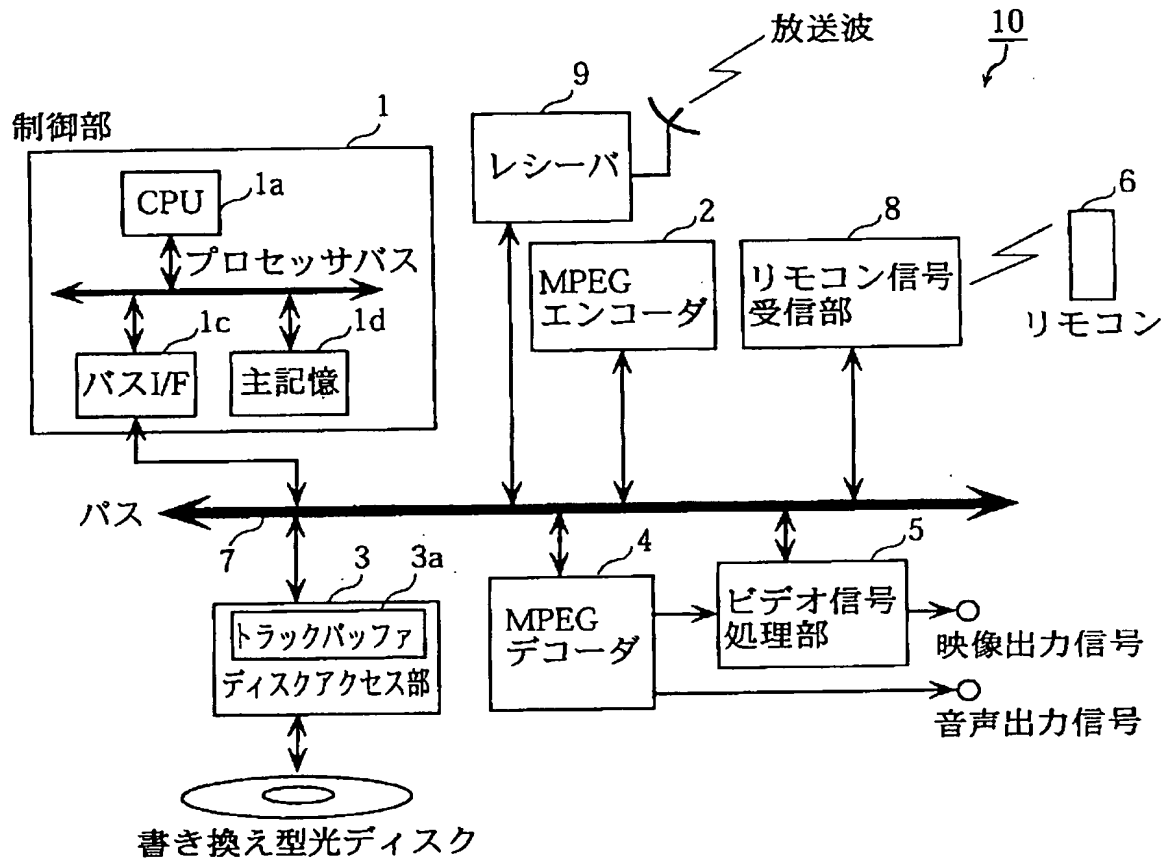 放送波
10
9
制御部
1
レシーバ
CPU
1a
2
8
6
プロセッサバス
MPEG
エンコーダ
リモコン信号
受信部
1c
1d
リモコン
バスI/F
主記憶
バス
7
3
3a
4
5
トラックバッファ
ディスクアクセス部
MPEG
デコーダ
ビデオ信号
処理部
映像出力信号
音声出力信号
書き換え型光ディスク